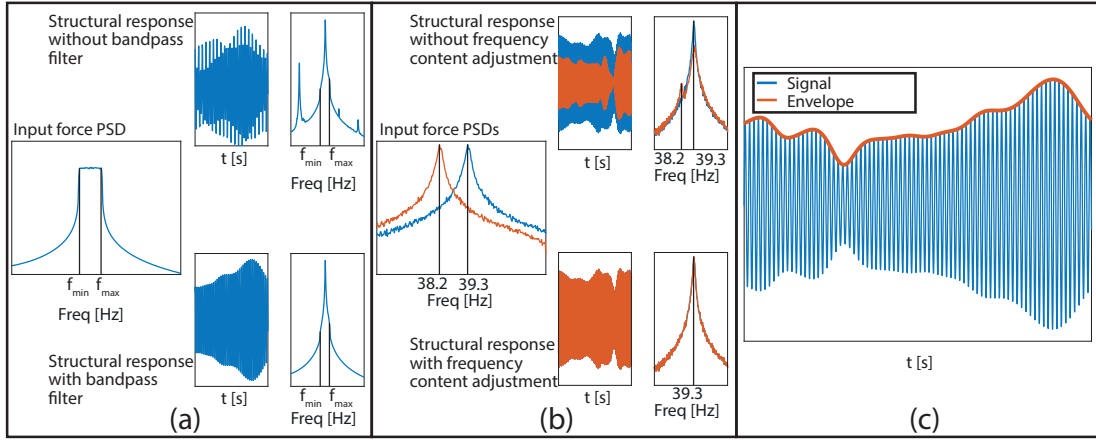 Structural response
without bandpass
filter
t [s]
f_min f_max
Freq [Hz]
Input force PSD
f_min f_max
Freq [Hz]
Structural response
with bandpass
filter
t [s]
f_min f_max
Freq [Hz]
(a)
Structural response
without frequency
content adjustment
t [s]
38.2 39.3
Freq [Hz]
Input force PSDs
38.2 39.3
Freq [Hz]
Structural response
with frequency
content adjustment
t [s]
39.3
Freq [Hz]
(b)
Signal
Envelope
t [s]
(c)